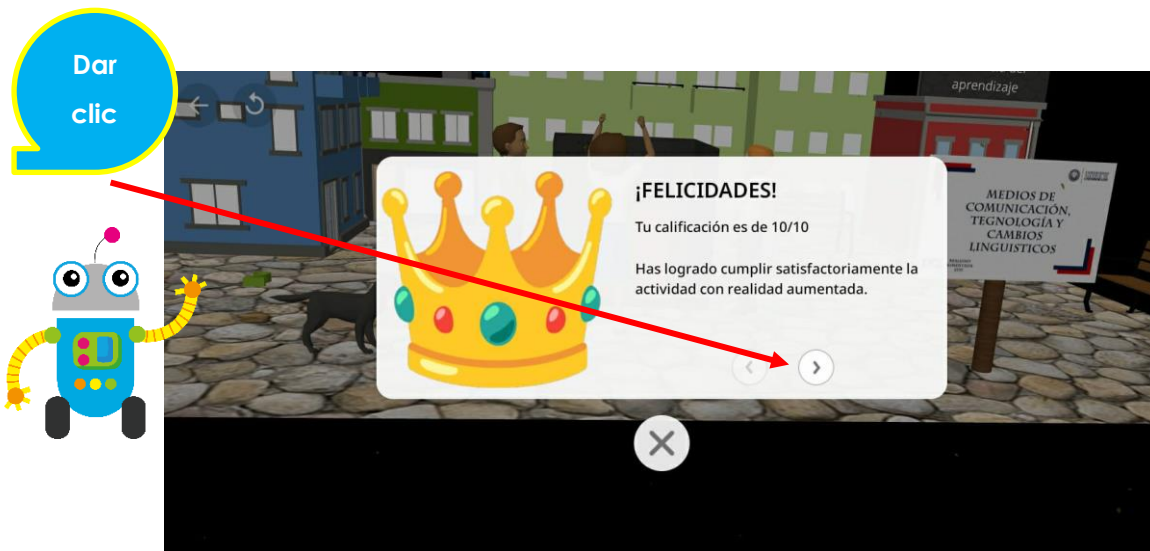 Dar
clic
aprendizaje
¡FELICIDADES!
Tu calificación es de 10/10
Has logrado cumplir satisfactoriamente la
actividad con realidad aumentada.
MEDIOS DE
COMUNICACIÓN,
TEGNOLOGÍA Y
CAMBIOS
LINGUISTICOS